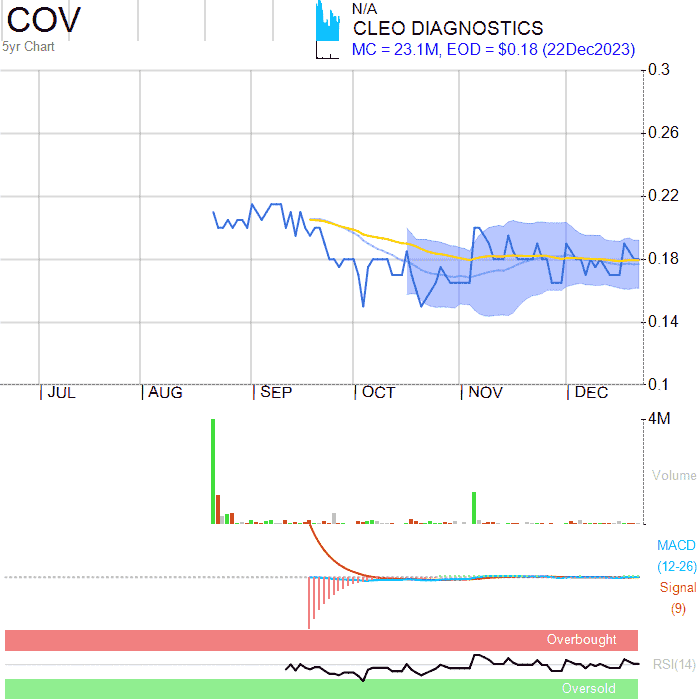 COV
5yr Chart
N/A
CLEO DIAGNOSTICS
MC = 23.1M, EOD = $0.18 (22Dec2023)
0.3
0.26
0.22
0.18
0.14
0.1
JUL AUG SEP OCT NOV DEC
4M
Volume
MACD
(12-26)
Signal
(9)
Overbought
RSI(14)
Oversold